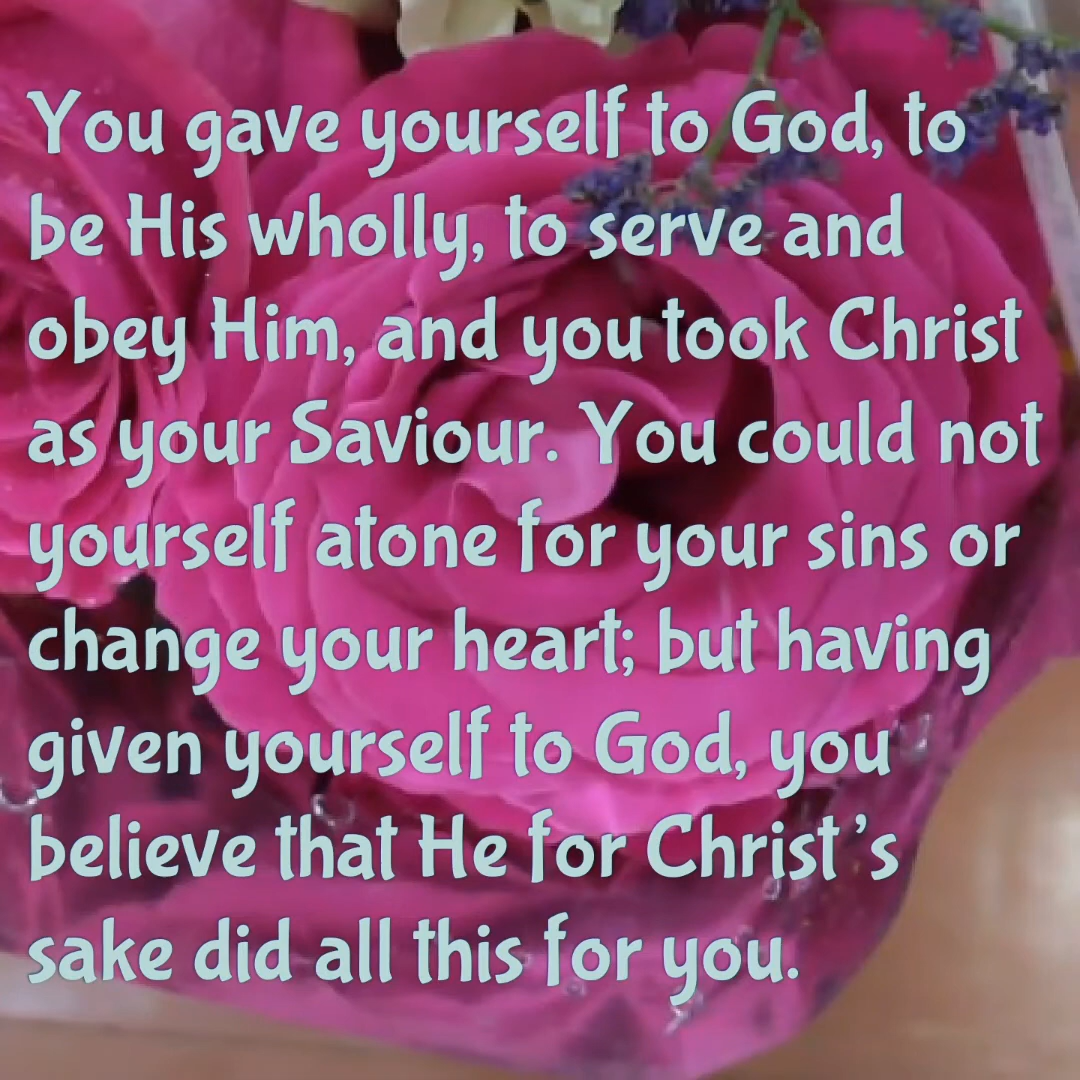 You gave yourself to God, to
be His wholly, to serve and
obey Him, and you took Christ
as your Saviour. You could not
yourself atone for your sins or
change your heart; but having
given yourself to God, you
believe that He for Christ's
sake did all this for you.